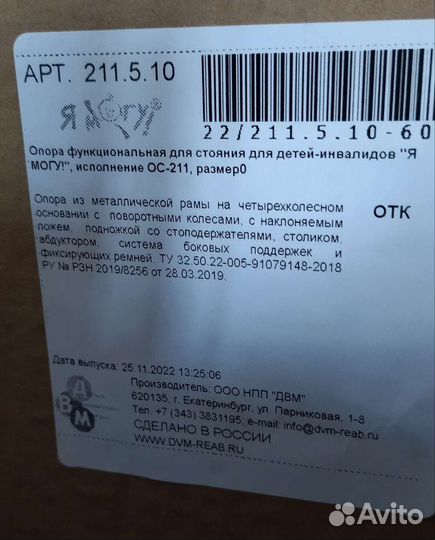 АРТ. 211.5.10
Я МОГУ!®
22/211.5.10-60
Опора функциональная для стояния для детей-инвалидов "Я
МОГУ!", исполнение ОС-211, размер0
Опора из металлической рамы на четырехколесном
основании с поворотными колесами, с наклоняемым
ложем, подножкой со стоподержателями, столиком,
абдуктором, система боковых поддержек и
фиксирующих ремней. ТУ 32.50.22-005-91079148-2018
РУ № РЗН 2019/8256 от 28.03.2019.
ОТК
Дата выпуска: 25.11.2022 13:25:06
Производитель: ООО НПП "ДВМ"
620135, г. Екатеринбург, ул. Парниковая, 1-8
Тел. +7 (343) 3831195; e-mail: info@dvm-reab.ru
СДЕЛАНО В РОССИИ
WWW.DVM-REAB.RU
ДВМ
Avito